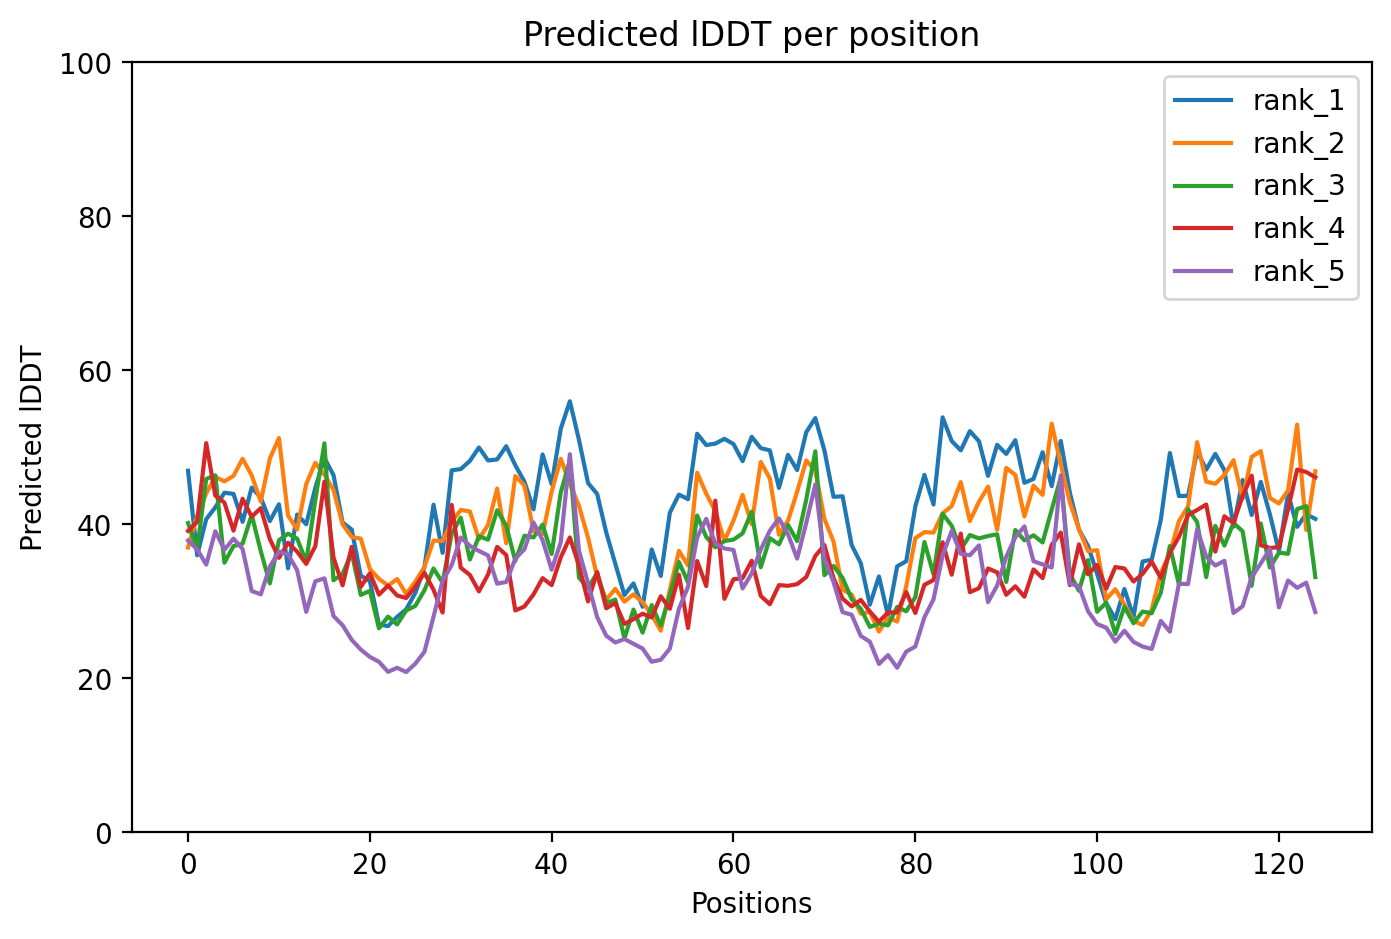 Predicted lDDT per position
100
80
60
40
20
0
Predicted lDDT
0 20 40 60 80 100 120
Positions
rank_1
rank_2
rank_3
rank_4
rank_5